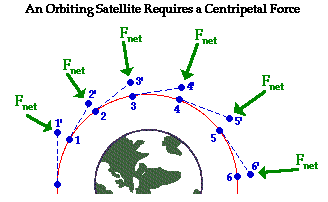 An Orbiting Satellite Requires a Centripetal Force
Fnet
3'
Fnet
4'
Fnet
2'
Fnet
1'
Fnet
5'
Fnet
6'
1
2
3
4
5
6